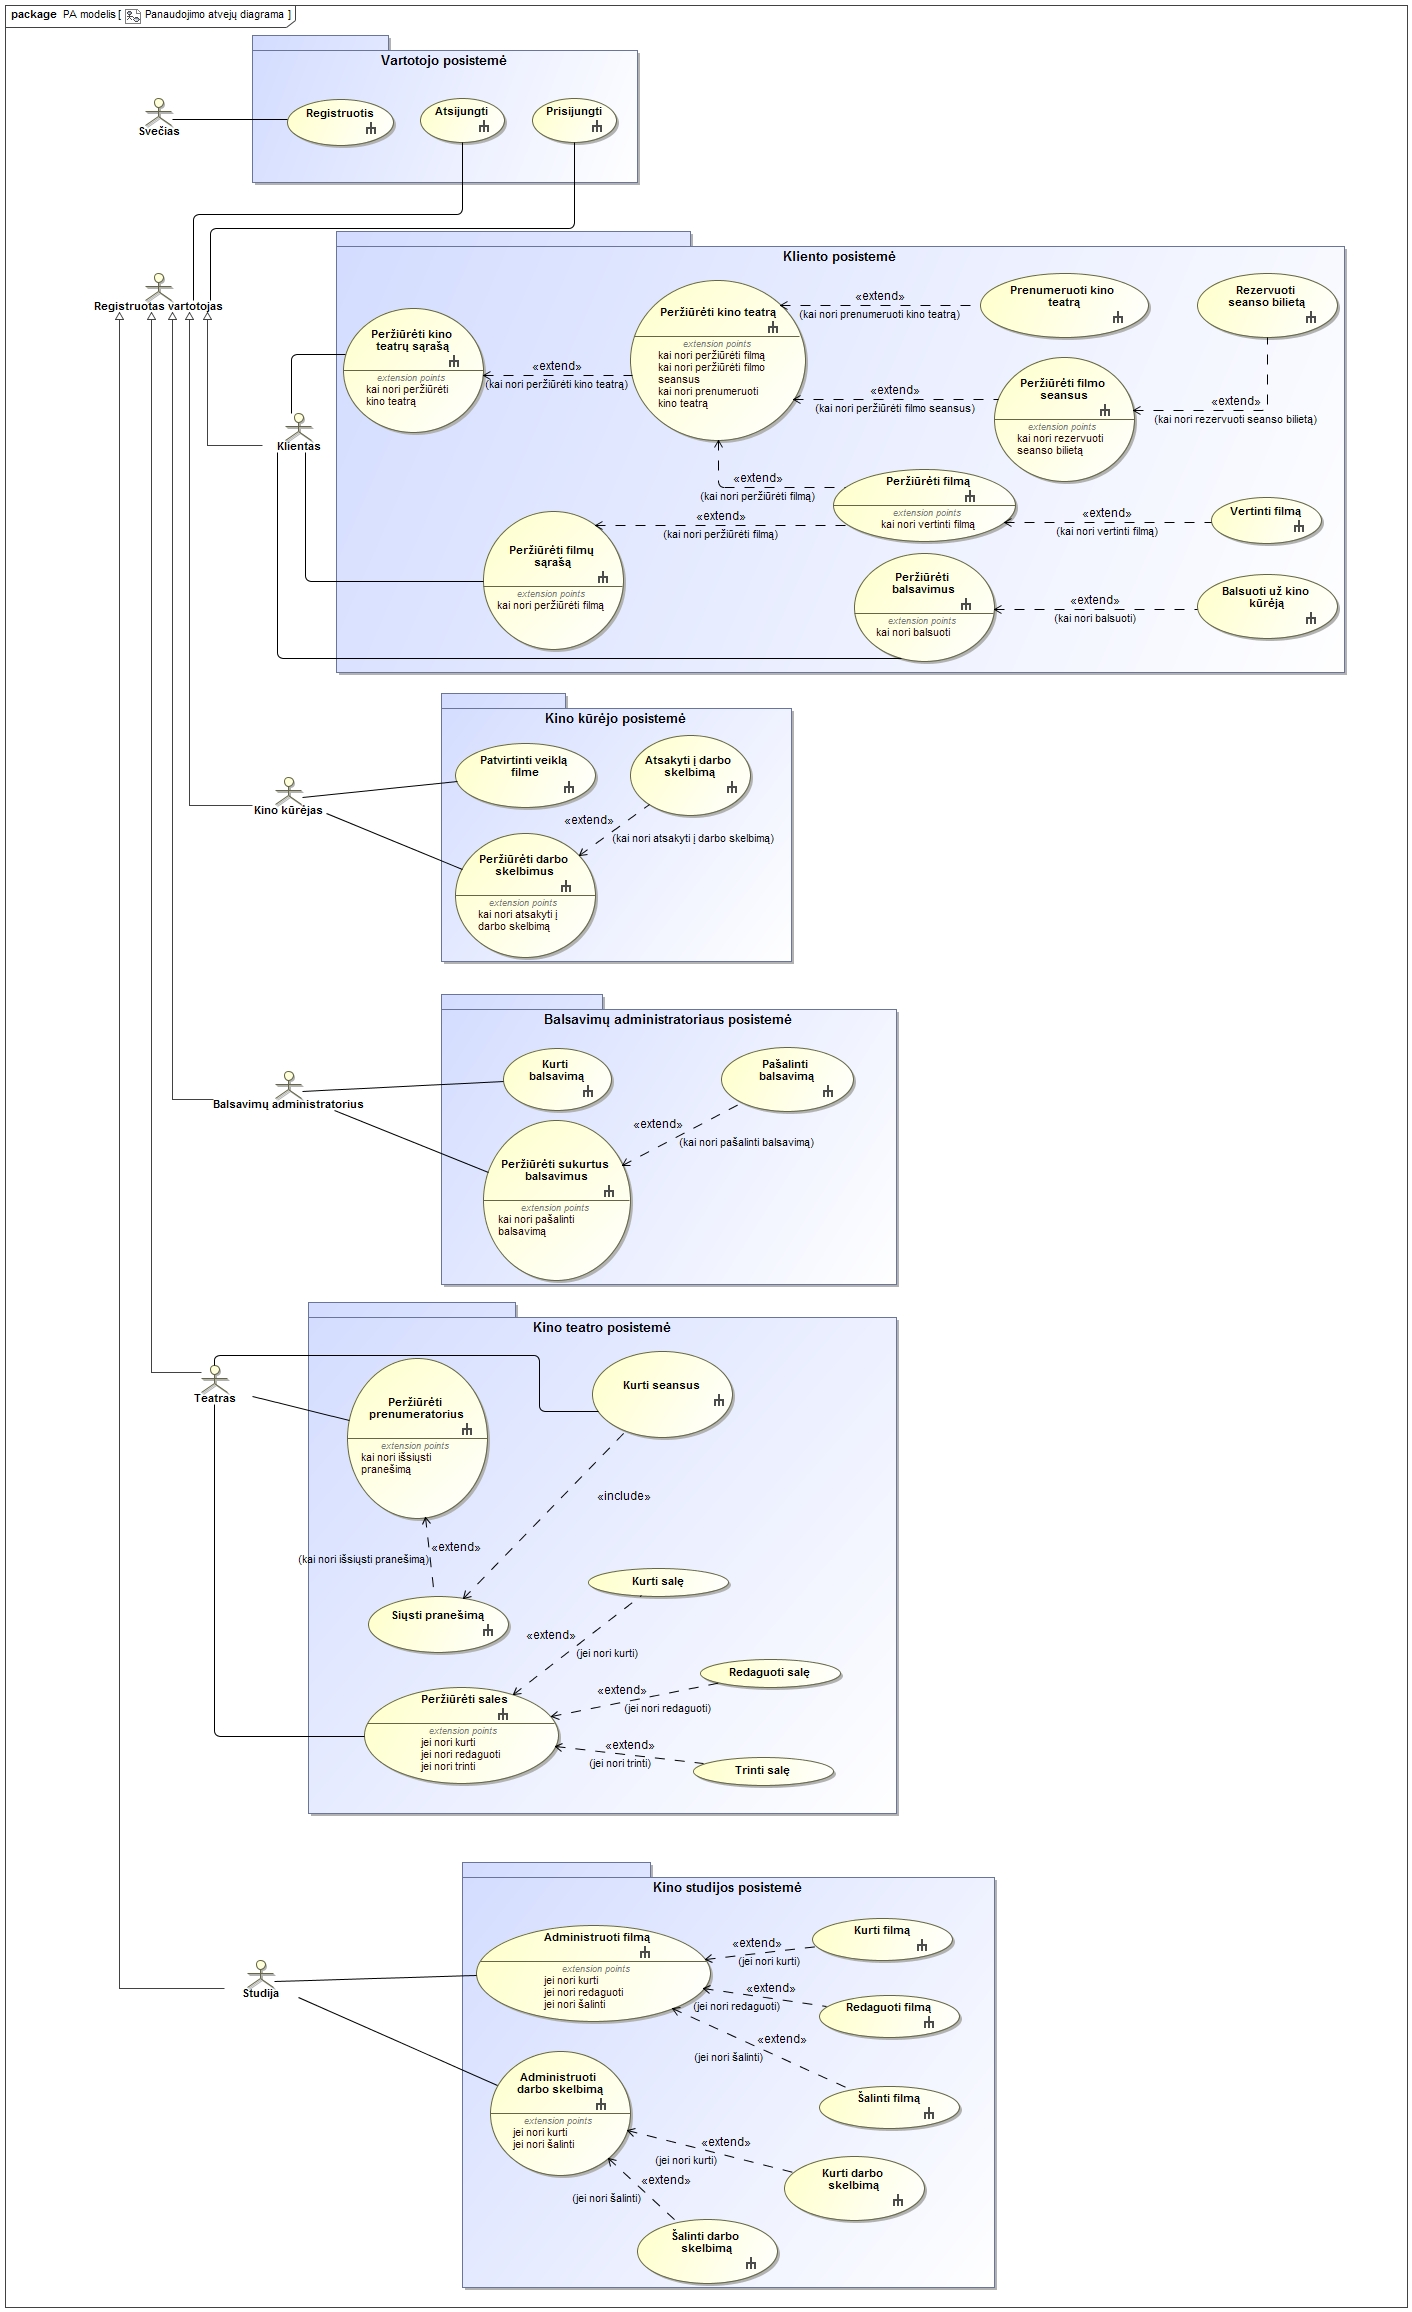 package PA modelis [ Panaudojimo atvejų diagrama ]
Vartotojo posistemė
Registruotis
Atsijungti
Prisijungti
Svečias
Registruotas vartotojas
Kliento posistemė
Peržiūrėti kino
teatrų sąrašą
extension points
kai nori peržiūrėti
kino teatrą
«extend»
(kai nori peržiūrėti kino teatrą)
Peržiūrėti kino teatrą
extension points
kai nori peržiūrėti filmą
kai nori peržiūrėti filmo
seansus
kai nori prenumeruoti
kino teatrą
«extend»
(kai nori prenumeruoti kino teatrą)
Prenumeruoti kino
teatrą
Rezervuoti
seanso bilietą
«extend»
(kai nori peržiūrėti filmo seansus)
Peržiūrėti filmo
seansus
extension points
kai nori rezervuoti
seanso bilietą
«extend»
(kai nori rezervuoti seanso bilietą)
Klientas
«extend»
(kai nori peržiūrėti filmą)
Peržiūrėti filmą
extension points
kai nori vertinti filmą
«extend»
(kai nori vertinti filmą)
Vertinti filmą
Peržiūrėti filmų
sąrašą
extension points
kai nori peržiūrėti filmą
«extend»
(kai nori peržiūrėti filmą)
Peržiūrėti
balsavimus
extension points
kai nori balsuoti
«extend»
(kai nori balsuoti)
Balsuoti už kino
kūrėją
Kino kūrėjo posistemė
Patvirtinti veiklą
filme
Atsakyti į darbo
skelbimą
Kino kūrėjas
«extend»
(kai nori atsakyti į darbo skelbimą)
Peržiūrėti darbo
skelbimus
extension points
kai nori atsakyti į
darbo skelbimą
Balsavimų administratoriaus posistemė
Kurti
balsavimą
Pašalinti
balsavimą
Balsavimų administratorius
«extend»
(kai nori pašalinti balsavimą)
Peržiūrėti sukurtus
balsavimus
extension points
kai nori pašalinti
balsavimą
Kino teatro posistemė
Teatras
Peržiūrėti
prenumeratorius
extension points
kai nori išsiųsti
pranešimą
Kurti seansus
«include»
«extend»
(kai nori išsiųsti pranešimą)
Siųsti pranešimą
Kurti salę
«extend»
(jei nori kurti)
Redaguoti salę
«extend»
(jei nori redaguoti)
Peržiūrėti sales
extension points
jei nori kurti
jei nori redaguoti
jei nori trinti
«extend»
(jei nori trinti)
Trinti salę
Kino studijos posistemė
Studija
Administruoti filmą
extension points
jei nori kurti
jei nori redaguoti
jei nori šalinti
«extend»
(jei nori kurti)
Kurti filmą
«extend»
(jei nori redaguoti)
Redaguoti filmą
«extend»
(jei nori šalinti)
Šalinti filmą
Administruoti
darbo skelbimą
extension points
jei nori kurti
jei nori šalinti
«extend»
(jei nori kurti)
Kurti darbo
skelbimą
«extend»
(jei nori šalinti)
Šalinti darbo
skelbimą